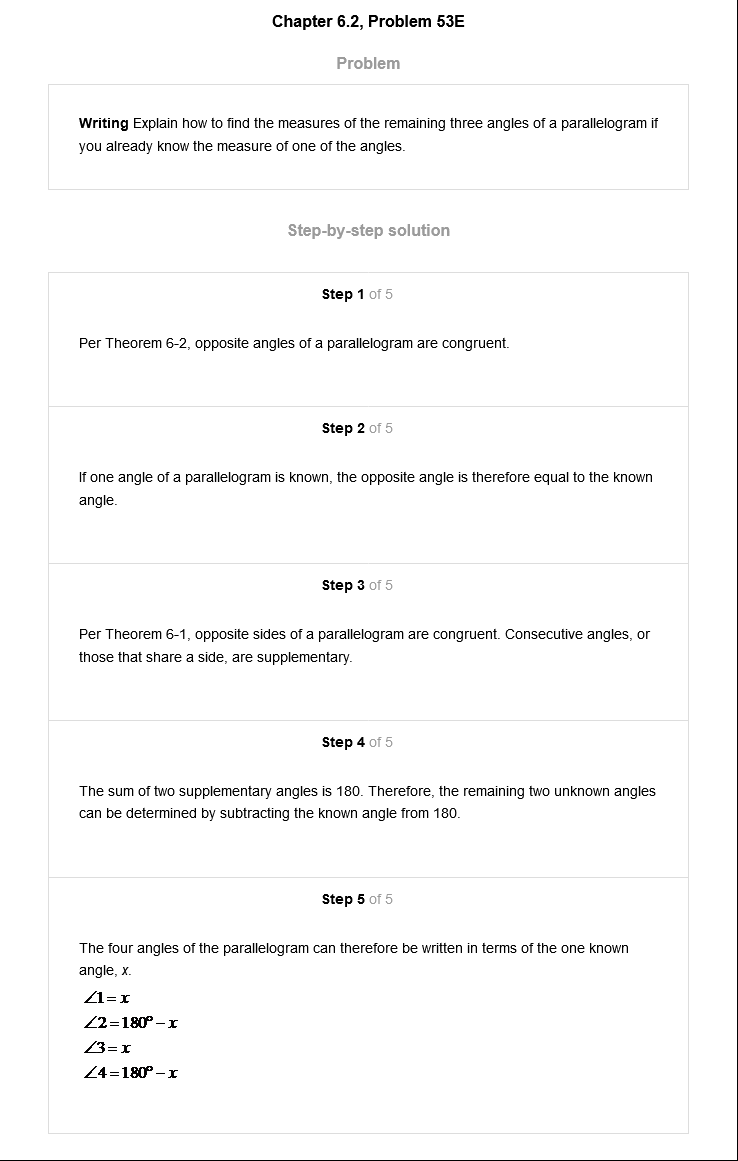 Chapter 6.2, Problem 53E
Problem
Writing Explain how to find the measures of the remaining three angles of a parallelogram if
you already know the measure of one of the angles.
Step-by-step solution
Step 1 of 5
Per Theorem 6-2, opposite angles of a parallelogram are congruent.
Step 2 of 5
If one angle of a parallelogram is known, the opposite angle is therefore equal to the known
angle.
Step 3 of 5
Per Theorem 6-1, opposite sides of a parallelogram are congruent. Consecutive angles, or
those that share a side, are supplementary.
Step 4 of 5
The sum of two supplementary angles is 180. Therefore, the remaining two unknown angles
can be determined by subtracting the known angle from 180.
Step 5 of 5
The four angles of the parallelogram can therefore be written in terms of the one known
angle, x.
∠1 = x
∠2 = 180° − x
∠3 = x
∠4 = 180° − x